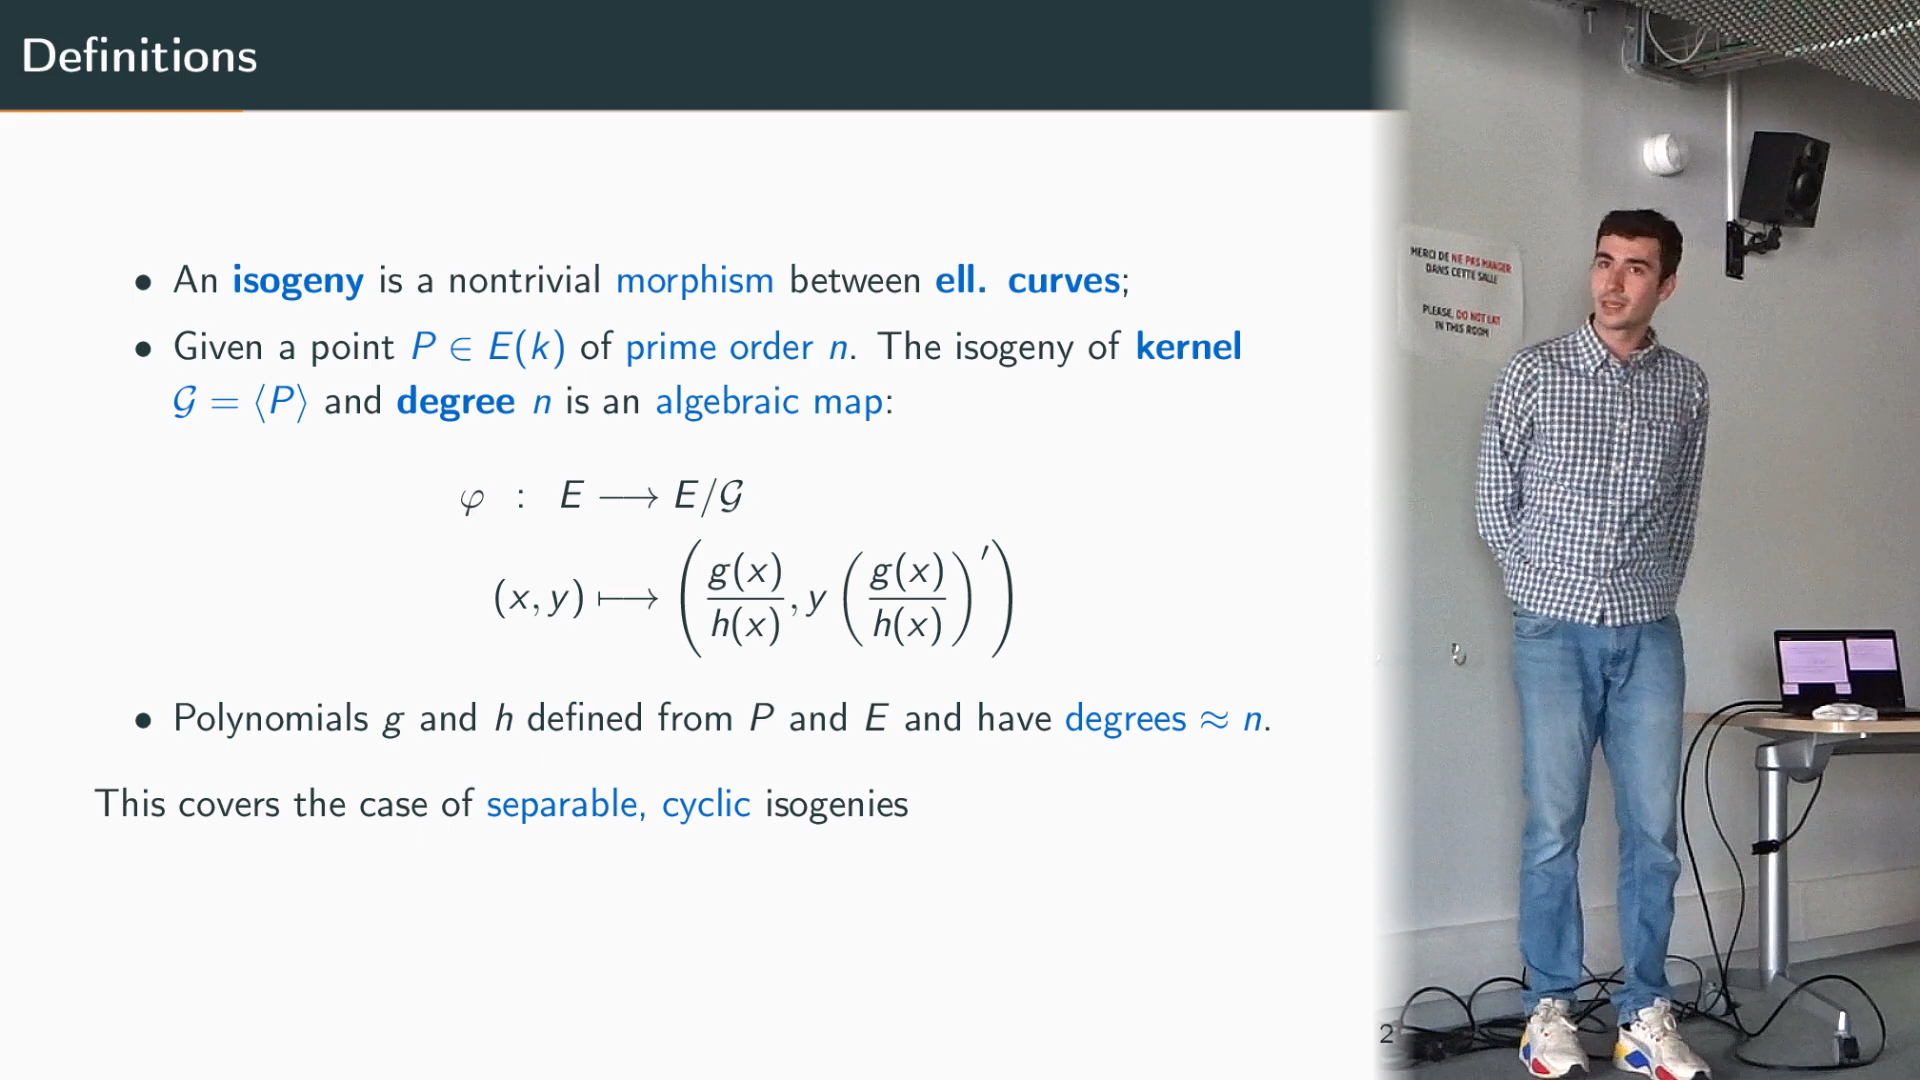 Definitions
• An isogeny is a nontrivial morphism between ell. curves;
• Given a point P ∈ E(k) of prime order n. The isogeny of kernel
𝒢 = ⟨P⟩ and degree n is an algebraic map:
φ : E ⟶ E/𝒢
(x, y) ⟼ ( g(x)/h(x) , y ( g(x)/h(x) )′ )
• Polynomials g and h defined from P and E and have degrees ≈ n.
This covers the case of separable, cyclic isogenies
2
MERCI DE NE PAS MANGER
DANS CETTE SALLE
PLEASE, DO NOT EAT
IN THIS ROOM